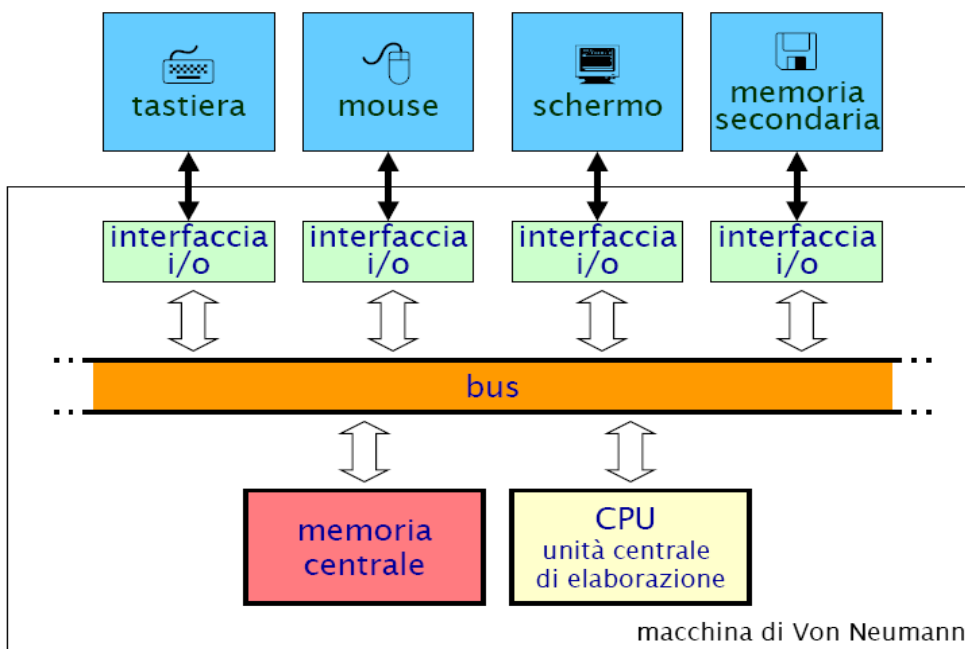 tastiera
mouse
schermo
memoria
secondaria
interfaccia
i/o
interfaccia
i/o
interfaccia
i/o
interfaccia
i/o
bus
memoria
centrale
CPU
unità centrale
di elaborazione
macchina di Von Neumann